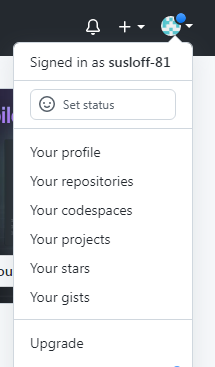 Signed in as susloff-81
Set status
Your profile
Your repositories
Your codespaces
Your projects
Your stars
Your gists
Upgrade